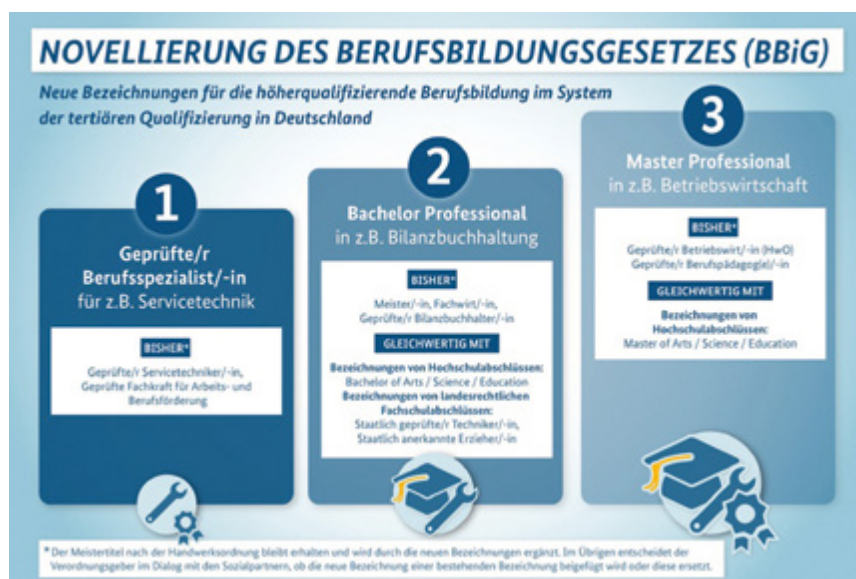 NOVELLIERUNG DES BERUFSBILDUNGSGESETZES (BBiG)
Neue Bezeichnungen für die höherqualifizierende Berufsbildung im System
der tertiären Qualifizierung in Deutschland
1
Geprüfte/r
Berufsspezialist/-in
für z.B. Servicetechnik
BISHER*
Geprüfte/r Servicetechniker/-in,
Geprüfte Fachkraft für Arbeits- und
Berufsförderung
2
Bachelor Professional
in z.B. Bilanzbuchhaltung
BISHER*
Meister/-in, Fachwirt/-in,
Geprüfte/r Bilanzbuchhalter/-in
GLEICHWERTIG MIT
Bezeichnungen von Hochschulabschlüssen:
Bachelor of Arts / Science / Education
Bezeichnungen von landesrechtlichen
Fachschulabschlüssen:
Staatlich geprüfte/r Techniker/-in,
Staatlich anerkannte Erzieher/-in
3
Master Professional
in z.B. Betriebswirtschaft
BISHER*
Geprüfte/r Betriebswirt/-in (HwO)
Geprüfte/r Berufspädagog(e)/-in
GLEICHWERTIG MIT
Bezeichnungen von
Hochschulabschlüssen:
Master of Arts / Science / Education
* Der Meistertitel nach der Handwerksordnung bleibt erhalten und wird durch die neuen Bezeichnungen ergänzt. Im Übrigen entscheidet der
Verordnungsgeber im Dialog mit den Sozialpartnern, ob die neue Bezeichnung einer bestehenden Bezeichnung beigefügt wird oder diese ersetzt.